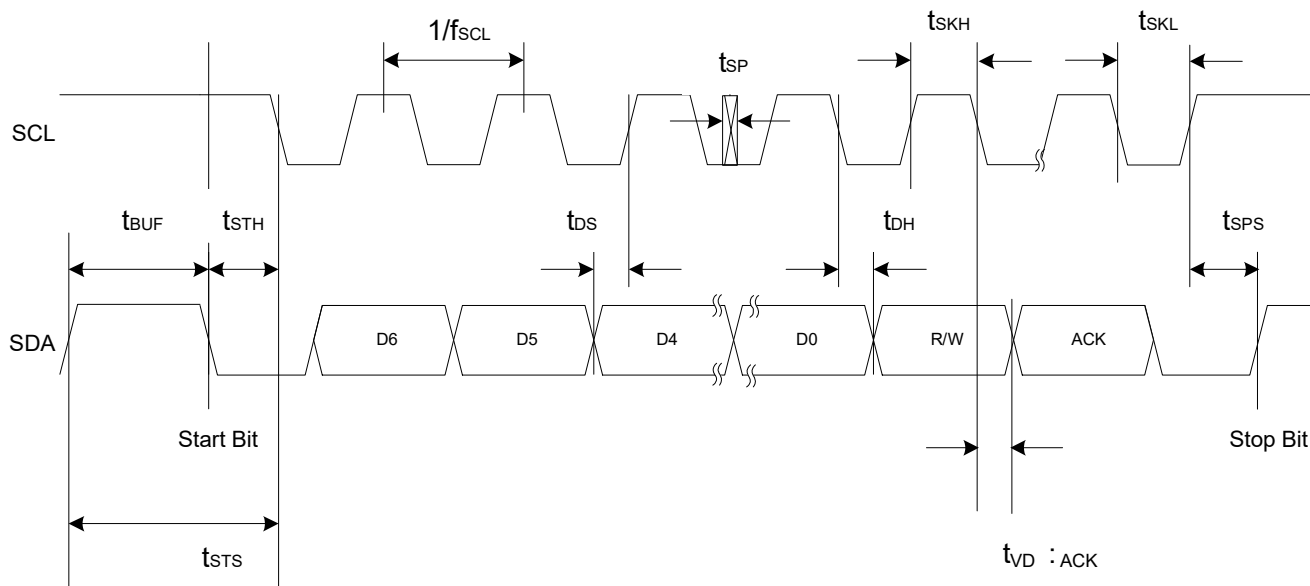 1/fSCL
tSKH
tSKL
tSP
SCL
tBUF
tSTH
tDS
tDH
tSPS
SDA
D6
D5
D4
D0
R/W
ACK
Start Bit
Stop Bit
tSTS
tVD :ACK